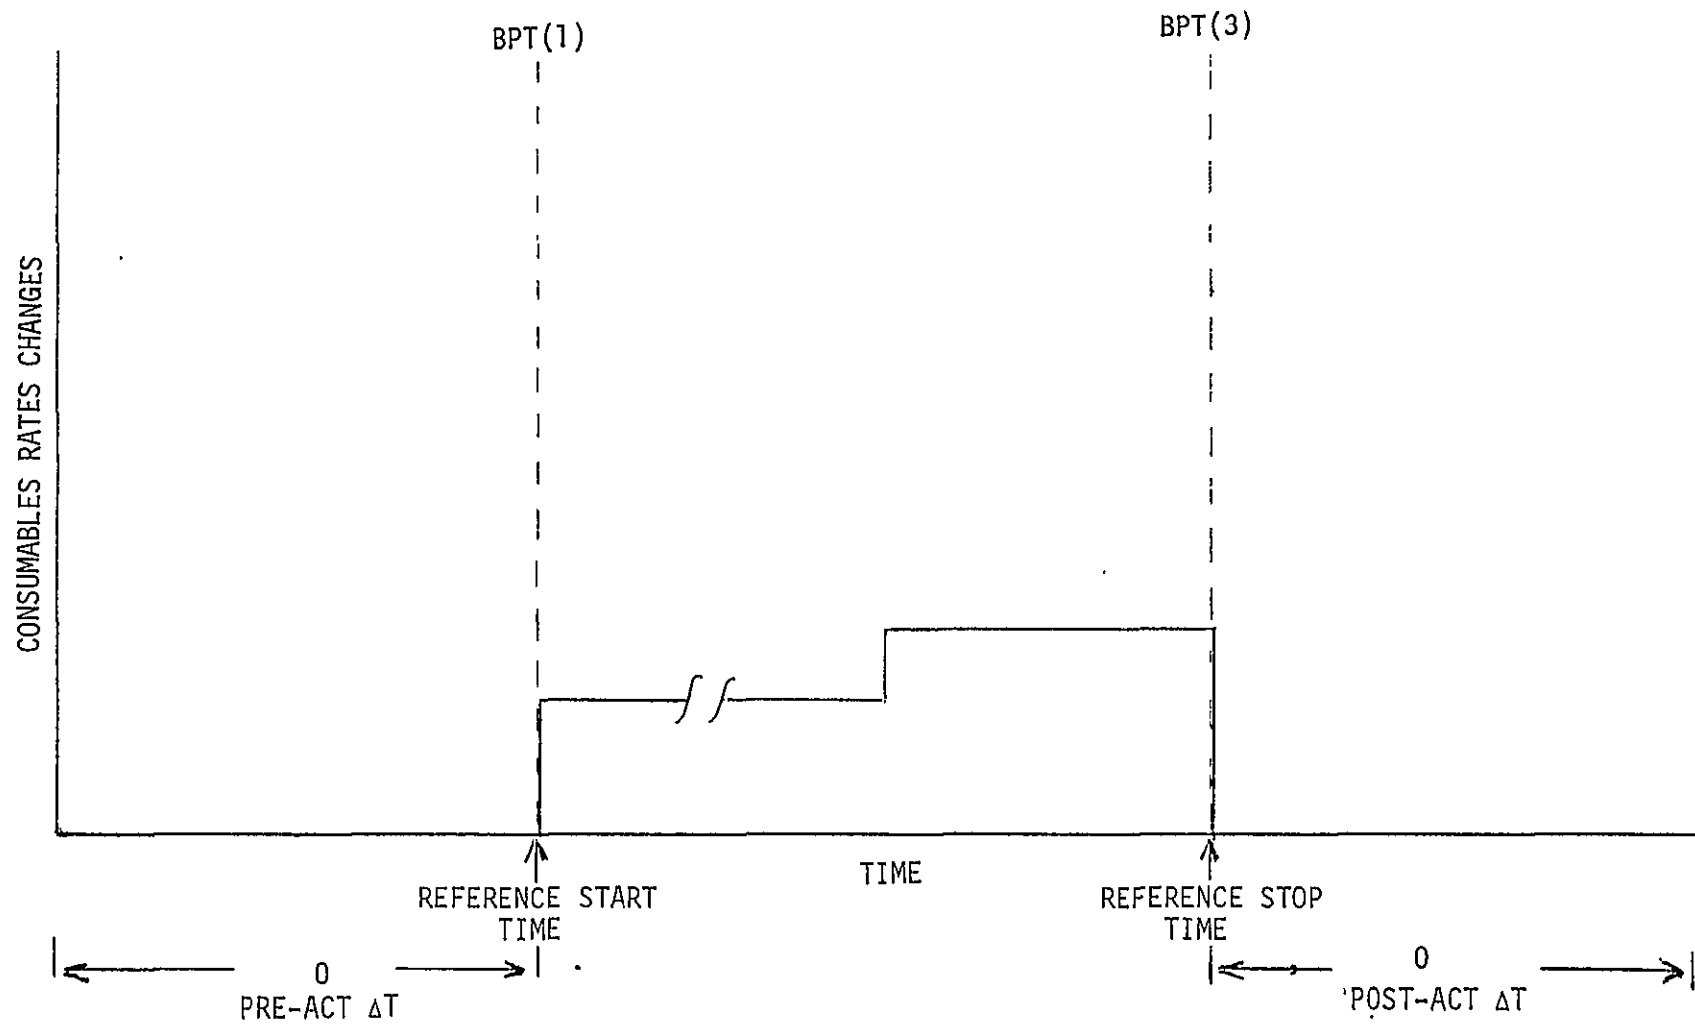 BPT(1)
BPT(3)
CONSUMABLES RATES CHANGES
TIME
REFERENCE START
TIME
REFERENCE STOP
TIME
0
PRE-ACT ΔT
0
POST-ACT ΔT